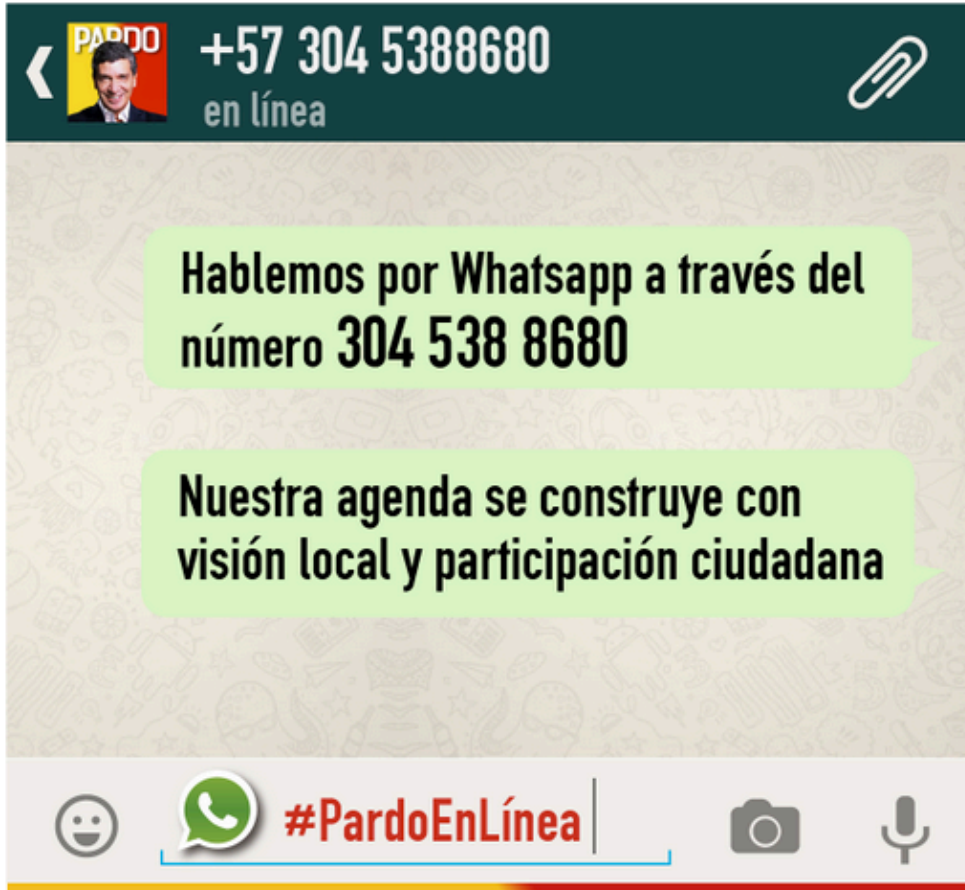 PARDO
+57 304 5388680
en línea
Hablemos por Whatsapp a través del
número 304 538 8680
Nuestra agenda se construye con
visión local y participación ciudadana
#PardoEnLínea